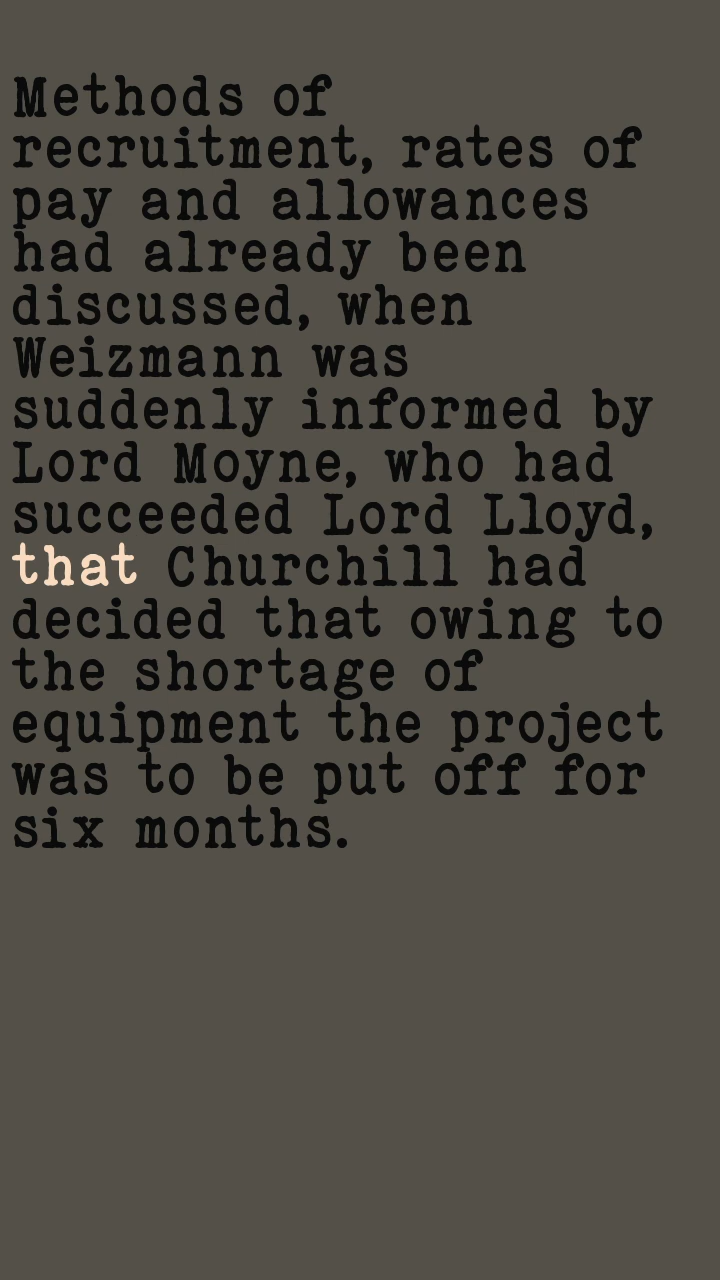 Methods of
recruitment, rates of
pay and allowances
had already been
discussed, when
Weizmann was
suddenly informed by
Lord Moyne, who had
succeeded Lord Lloyd,
that Churchill had
decided that owing to
the shortage of
equipment the project
was to be put off for
six months.